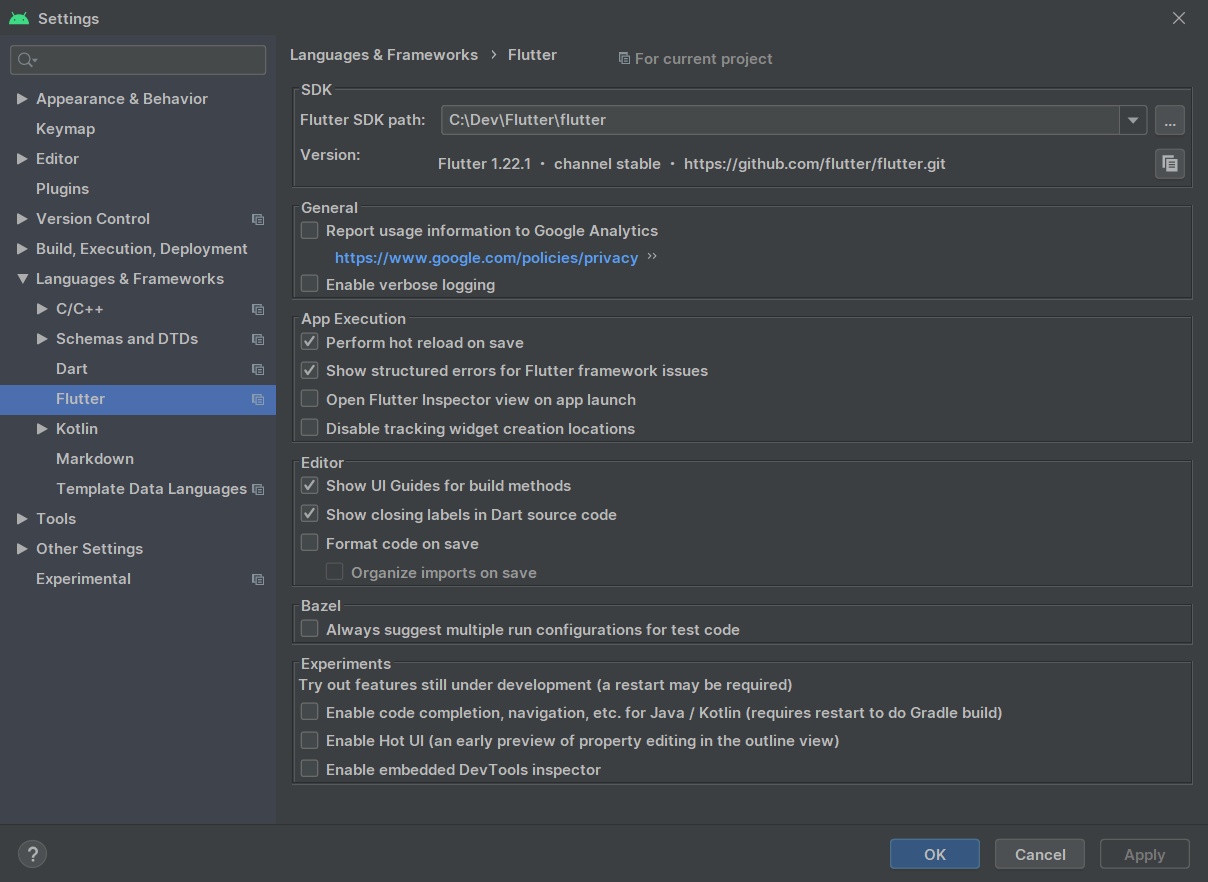 Settings
Appearance & Behavior
Keymap
Editor
Plugins
Version Control
Build, Execution, Deployment
Languages & Frameworks
C/C++
Schemas and DTDs
Dart
Flutter
Kotlin
Markdown
Template Data Languages
Tools
Other Settings
Experimental
Languages & Frameworks › Flutter For current project
SDK
Flutter SDK path: C:\Dev\Flutter\flutter ...
Version: Flutter 1.22.1 • channel stable • https://github.com/flutter/flutter.git
General
Report usage information to Google Analytics
https://www.google.com/policies/privacy »
Enable verbose logging
App Execution
Perform hot reload on save
Show structured errors for Flutter framework issues
Open Flutter Inspector view on app launch
Disable tracking widget creation locations
Editor
Show UI Guides for build methods
Show closing labels in Dart source code
Format code on save
Organize imports on save
Bazel
Always suggest multiple run configurations for test code
Experiments
Try out features still under development (a restart may be required)
Enable code completion, navigation, etc. for Java / Kotlin (requires restart to do Gradle build)
Enable Hot UI (an early preview of property editing in the outline view)
Enable embedded DevTools inspector
? OK Cancel Apply